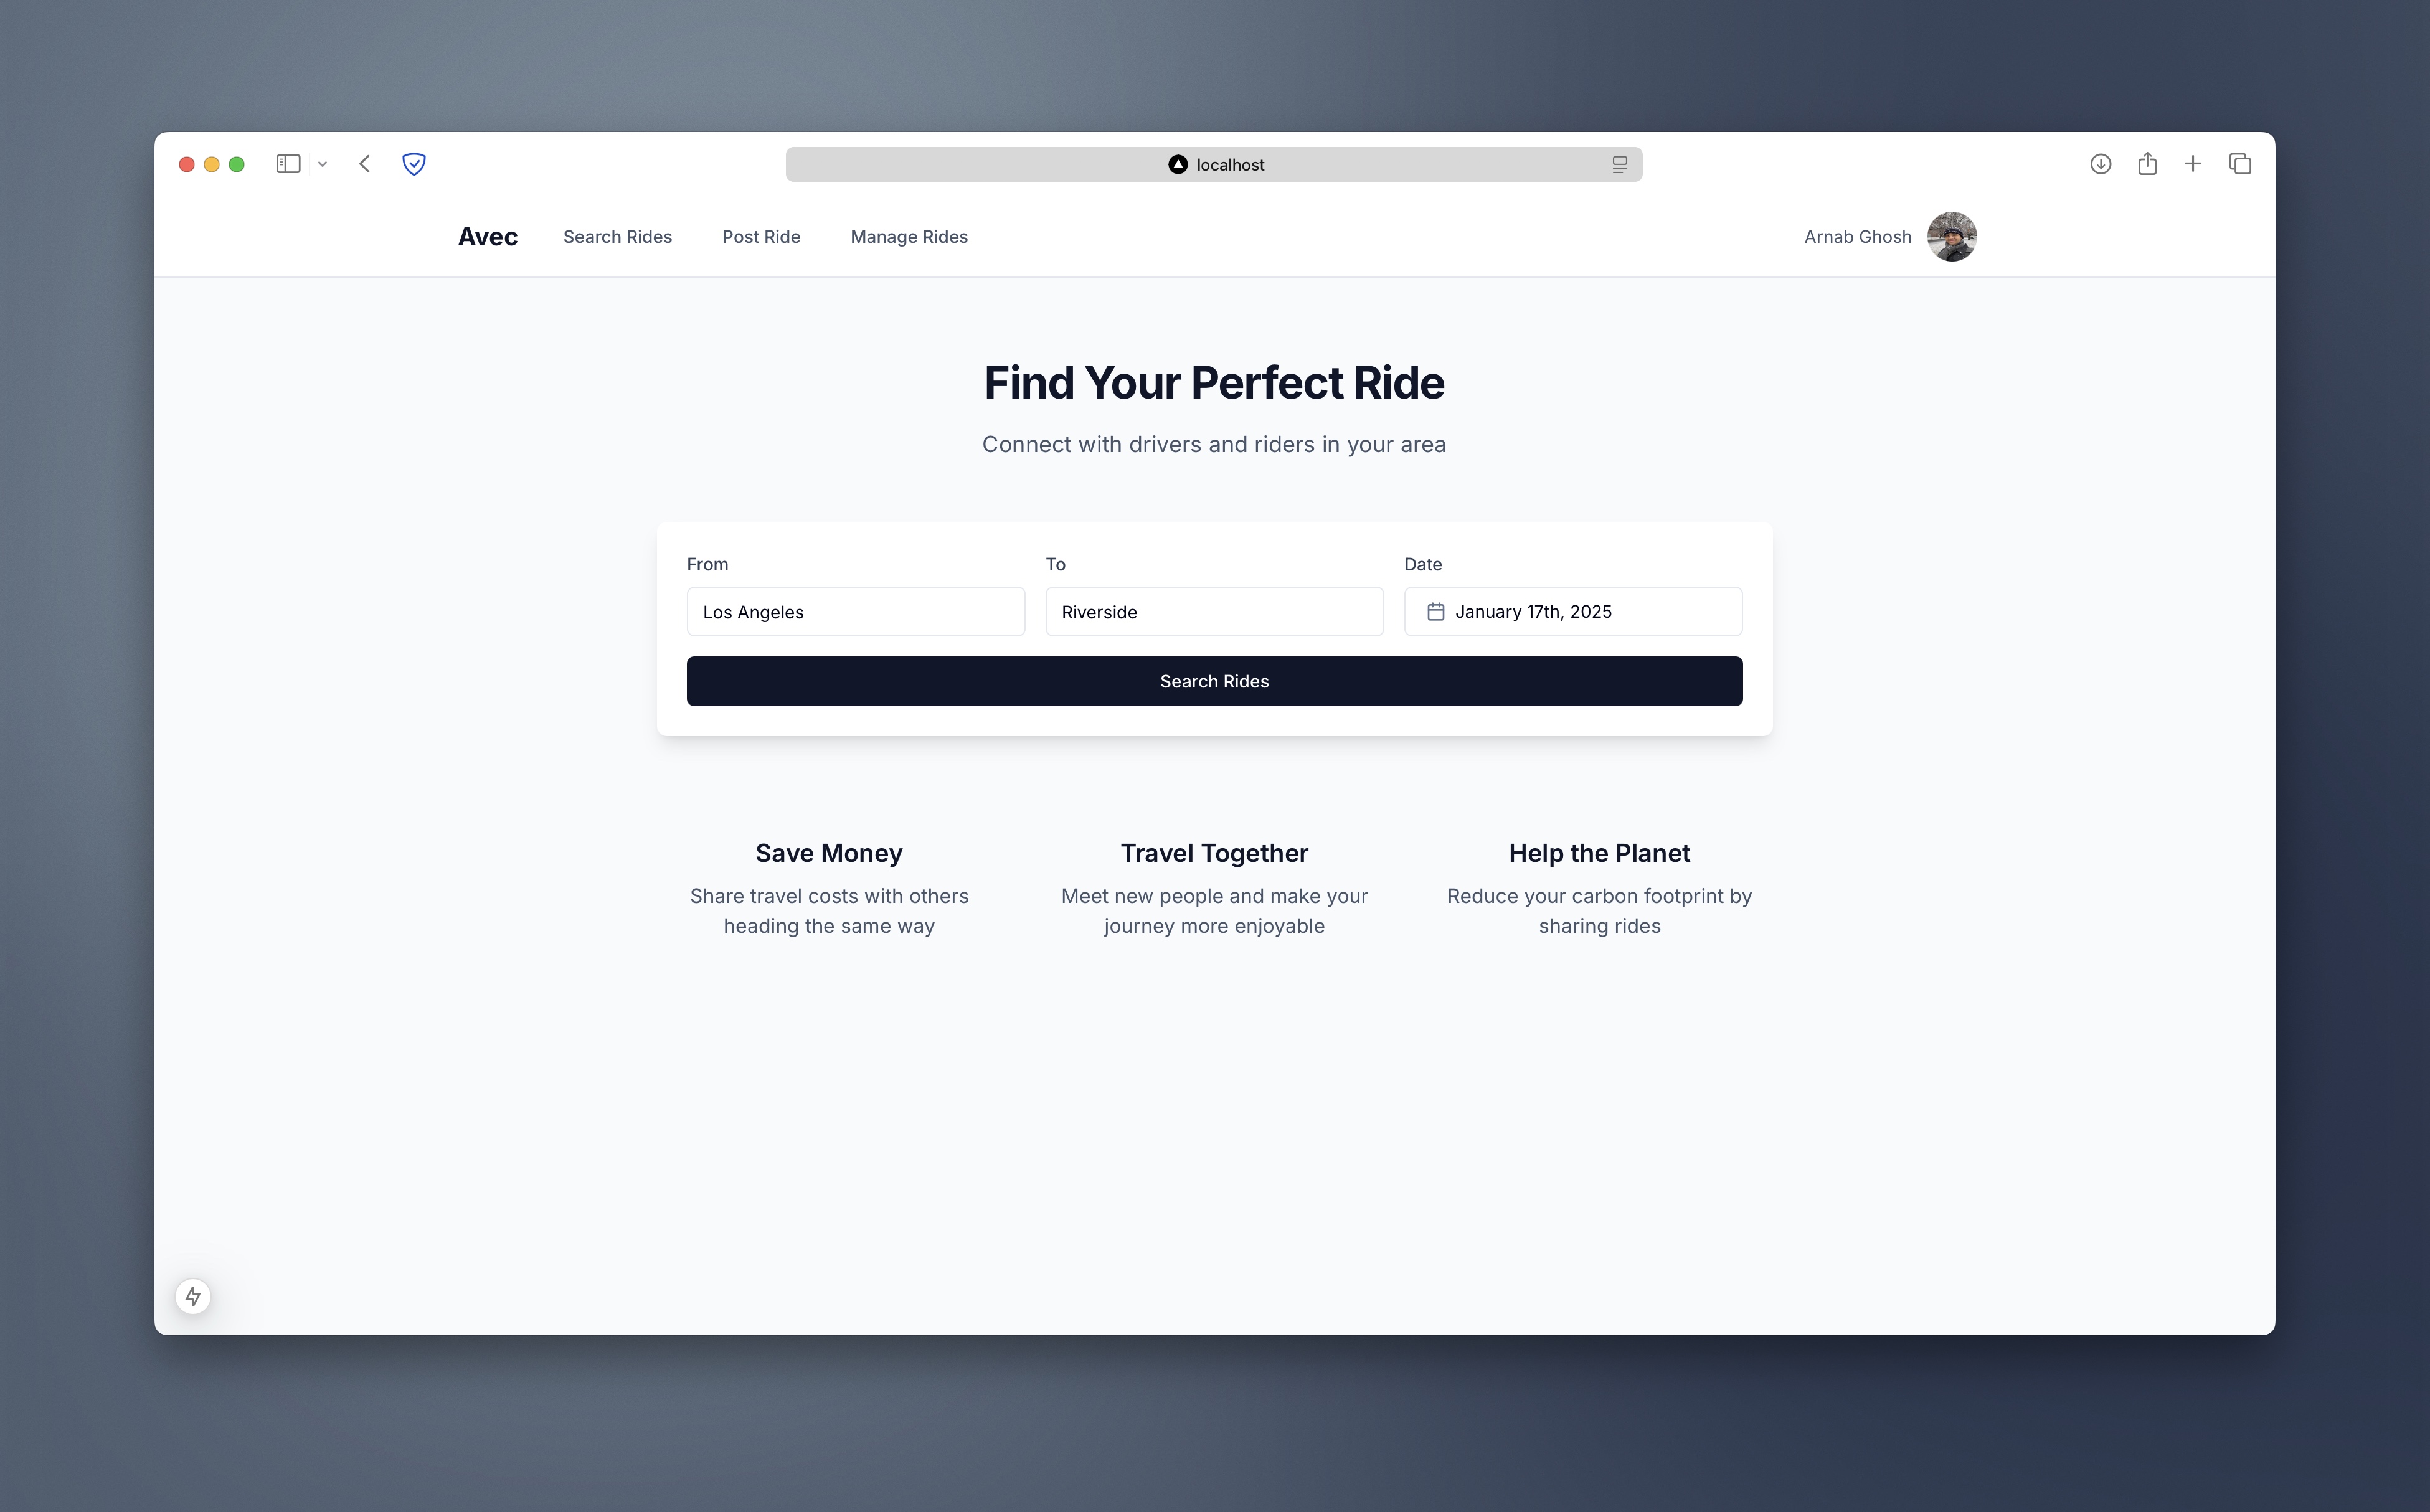 localhost
Avec Search Rides Post Ride Manage Rides Arnab Ghosh
Find Your Perfect Ride
Connect with drivers and riders in your area
From To Date
Los Angeles Riverside January 17th, 2025
Search Rides
Save Money
Share travel costs with others
heading the same way
Travel Together
Meet new people and make your
journey more enjoyable
Help the Planet
Reduce your carbon footprint by
sharing rides